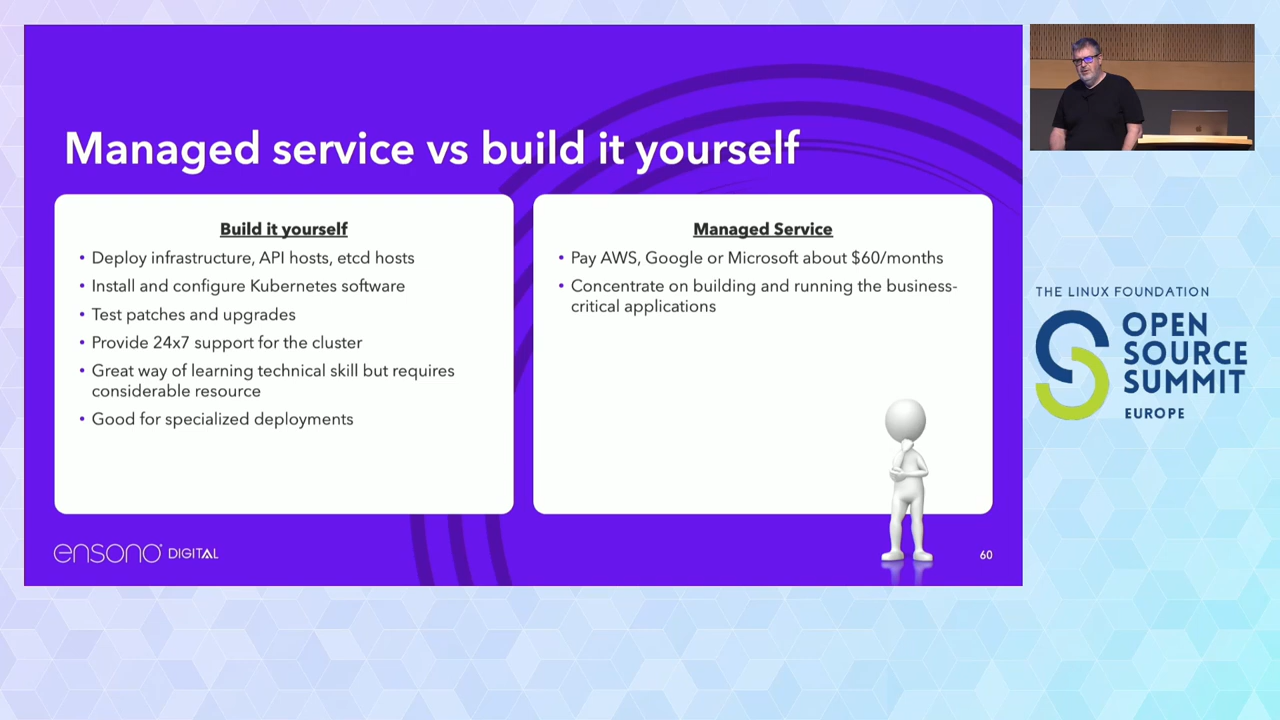 Managed service vs build it yourself
Build it yourself
• Deploy infrastructure, API hosts, etcd hosts
• Install and configure Kubernetes software
• Test patches and upgrades
• Provide 24x7 support for the cluster
• Great way of learning technical skill but requires
considerable resource
• Good for specialized deployments
Managed Service
• Pay AWS, Google or Microsoft about $60/months
• Concentrate on building and running the business-
critical applications
ensono DIGITAL
60
THE LINUX FOUNDATION
OPEN
SOURCE
SUMMIT
EUROPE